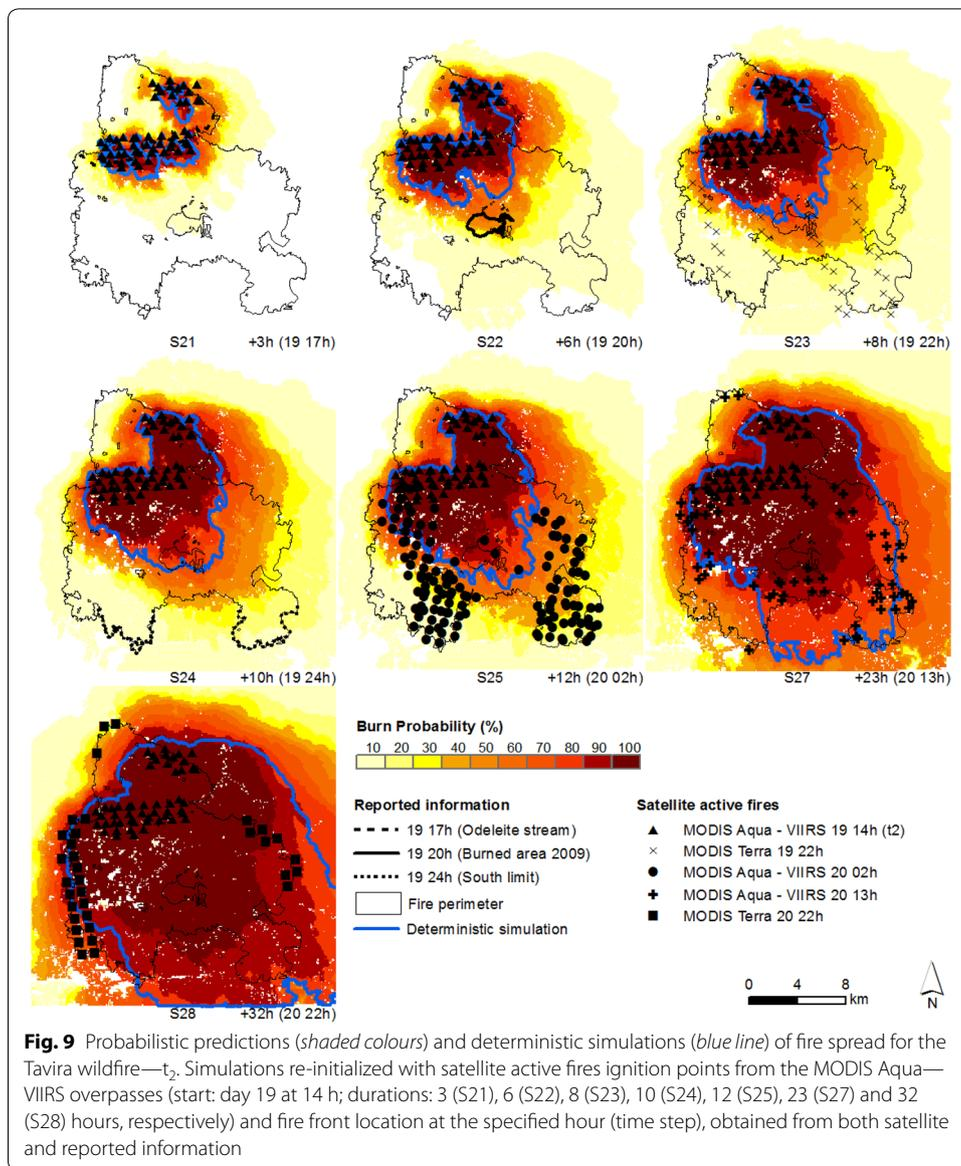 S21 +3h (19 17h)
S22 +6h (19 20h)
S23 +8h (19 22h)
S24 +10h (19 24h)
S25 +12h (20 02h)
S27 +23h (20 13h)
S28 +32h (20 22h)
Burn Probability (%)
10 20 30 40 50 60 70 80 90 100
Reported information
19 17h (Odeleite stream)
19 20h (Burned area 2009)
19 24h (South limit)
Fire perimeter
Deterministic simulation
Satellite active fires
MODIS Aqua - VIIRS 19 14h (t2)
MODIS Terra 19 22h
MODIS Aqua - VIIRS 20 02h
MODIS Aqua - VIIRS 20 13h
MODIS Terra 20 22h
0 4 8
km
N
Fig. 9 Probabilistic predictions (shaded colours) and deterministic simulations (blue line) of fire spread for the
Tavira wildfire—t₂. Simulations re-initialized with satellite active fires ignition points from the MODIS Aqua—
VIIRS overpasses (start: day 19 at 14 h; durations: 3 (S21), 6 (S22), 8 (S23), 10 (S24), 12 (S25), 23 (S27) and 32
(S28) hours, respectively) and fire front location at the specified hour (time step), obtained from both satellite
and reported information